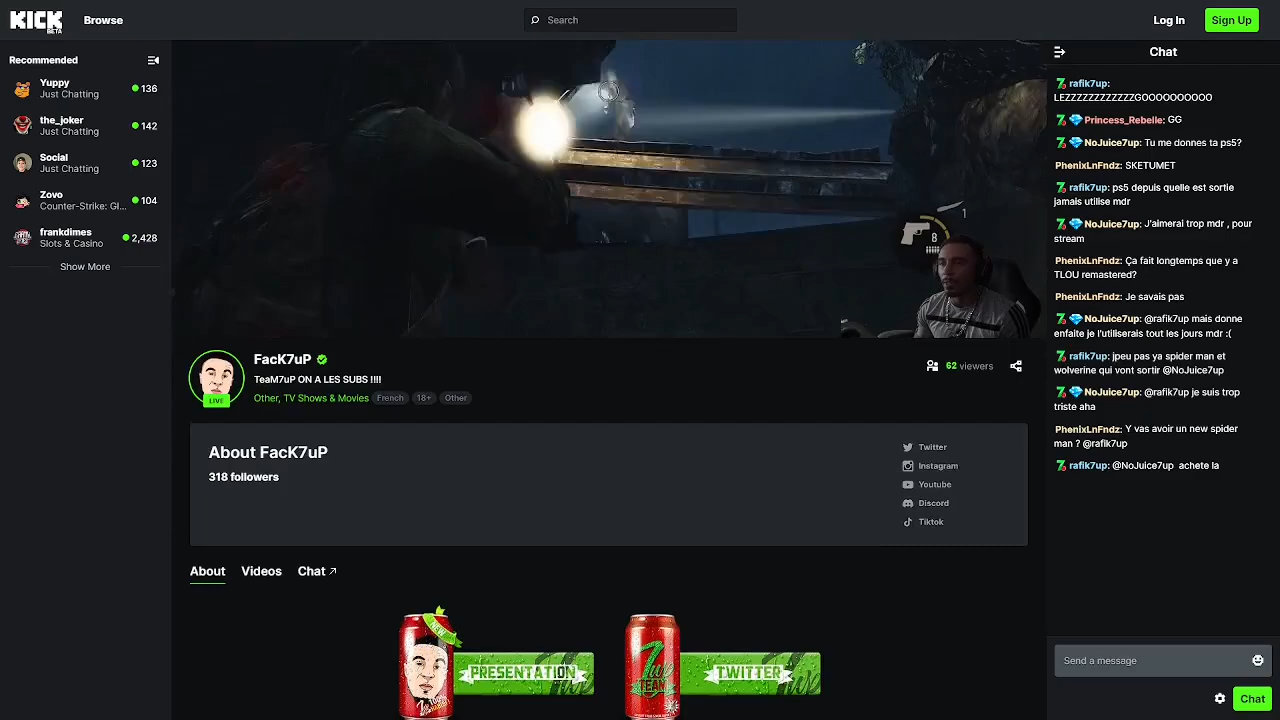 KICK
BETA
Browse
Search
Log In
Sign Up
Recommended
Yuppy
Just Chatting
136
the_joker
Just Chatting
142
Social
Just Chatting
123
Zovo
Counter-Strike: Gl...
104
frankdimes
Slots & Casino
2,428
Show More
1
8
LIVE
FacK7uP
TeaM7uP ON A LES SUBS !!!!
Other, TV Shows & Movies
French
18+
Other
62 viewers
About FacK7uP
318 followers
Twitter
Instagram
Youtube
Discord
Tiktok
About
Videos
Chat
NEW
PRESENTATION
7up
TEAM
TWITTER
Chat
rafik7up:
LEZZZZZZZZZZZGOOOOOOOOOO
Princess_Rebelle: GG
NoJuice7up: Tu me donnes ta ps5?
PhenixLnFndz: SKETUMET
rafik7up: ps5 depuis quelle est sortie
jamais utilise mdr
NoJuice7up: J'aimerai trop mdr , pour
stream
PhenixLnFndz: Ça fait longtemps que y a
TLOU remastered?
PhenixLnFndz: Je savais pas
NoJuice7up: @rafik7up mais donne
enfaite je l'utiliserais tout les jours mdr :(
rafik7up: jpeu pas ya spider man et
wolverine qui vont sortir @NoJuice7up
NoJuice7up: @rafik7up je suis trop
triste aha
PhenixLnFndz: Y vas avoir un new spider
man ? @rafik7up
rafik7up: @NoJuice7up achete la
Send a message
Chat